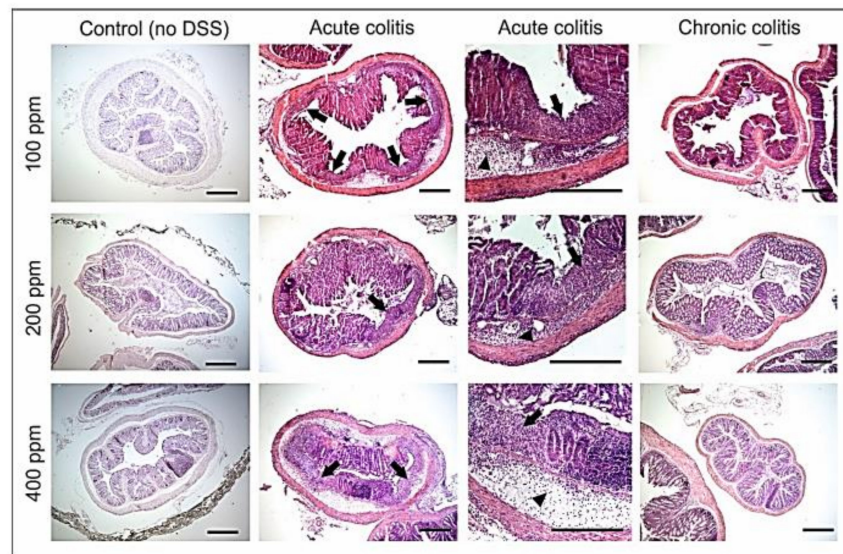 Control (no DSS) Acute colitis Acute colitis Chronic colitis
100 ppm
200 ppm
400 ppm